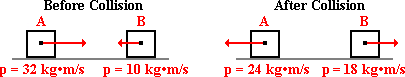 Before Collision After Collision
A B A B
p = 32 kg•m/s p = 10 kg•m/s p = 24 kg•m/s p = 18 kg•m/s